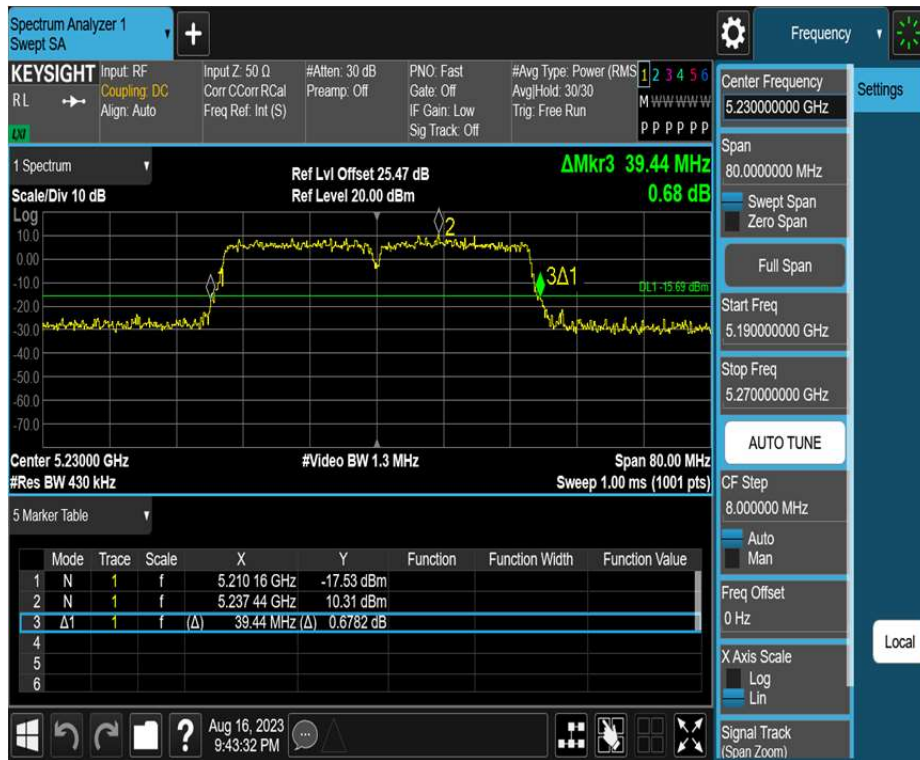 Spectrum Analyzer 1
Swept SA
Frequency
KEYSIGHT
RL
LXI
Input: RF
Coupling: DC
Align: Auto
Input Z: 50 Ω
Corr CCorr RCal
Freq Ref: Int (S)
#Atten: 30 dB
Preamp: Off
PNO: Fast
Gate: Off
IF Gain: Low
Sig Track: Off
#Avg Type: Power (RMS
Avg|Hold: 30/30
Trig: Free Run
1 2 3 4 5 6
M W W W W W
P P P P P P
1 Spectrum
Scale/Div 10 dB
Ref Lvl Offset 25.47 dB
Ref Level 20.00 dBm
ΔMkr3 39.44 MHz
0.68 dB
Log
10.0
0.00
-10.0
-20.0
-30.0
-40.0
-50.0
-60.0
-70.0
1
2
3Δ1
DL1 -15.69 dBm
Center 5.23000 GHz
#Video BW 1.3 MHz
Span 80.00 MHz
#Res BW 430 kHz
Sweep 1.00 ms (1001 pts)
5 Marker Table
Mode Trace Scale X Y Function Function Width Function Value
1 N 1 f 5.210 16 GHz -17.53 dBm
2 N 1 f 5.237 44 GHz 10.31 dBm
3 Δ1 1 f (Δ) 39.44 MHz (Δ) 0.6782 dB
4
5
6
?
Aug 16, 2023
9:43:32 PM
Center Frequency
5.230000000 GHz
Span
80.0000000 MHz
Swept Span
Zero Span
Full Span
Start Freq
5.190000000 GHz
Stop Freq
5.270000000 GHz
AUTO TUNE
CF Step
8.000000 MHz
Auto
Man
Freq Offset
0 Hz
X Axis Scale
Log
Lin
Signal Track
(Span Zoom)
Settings
Local